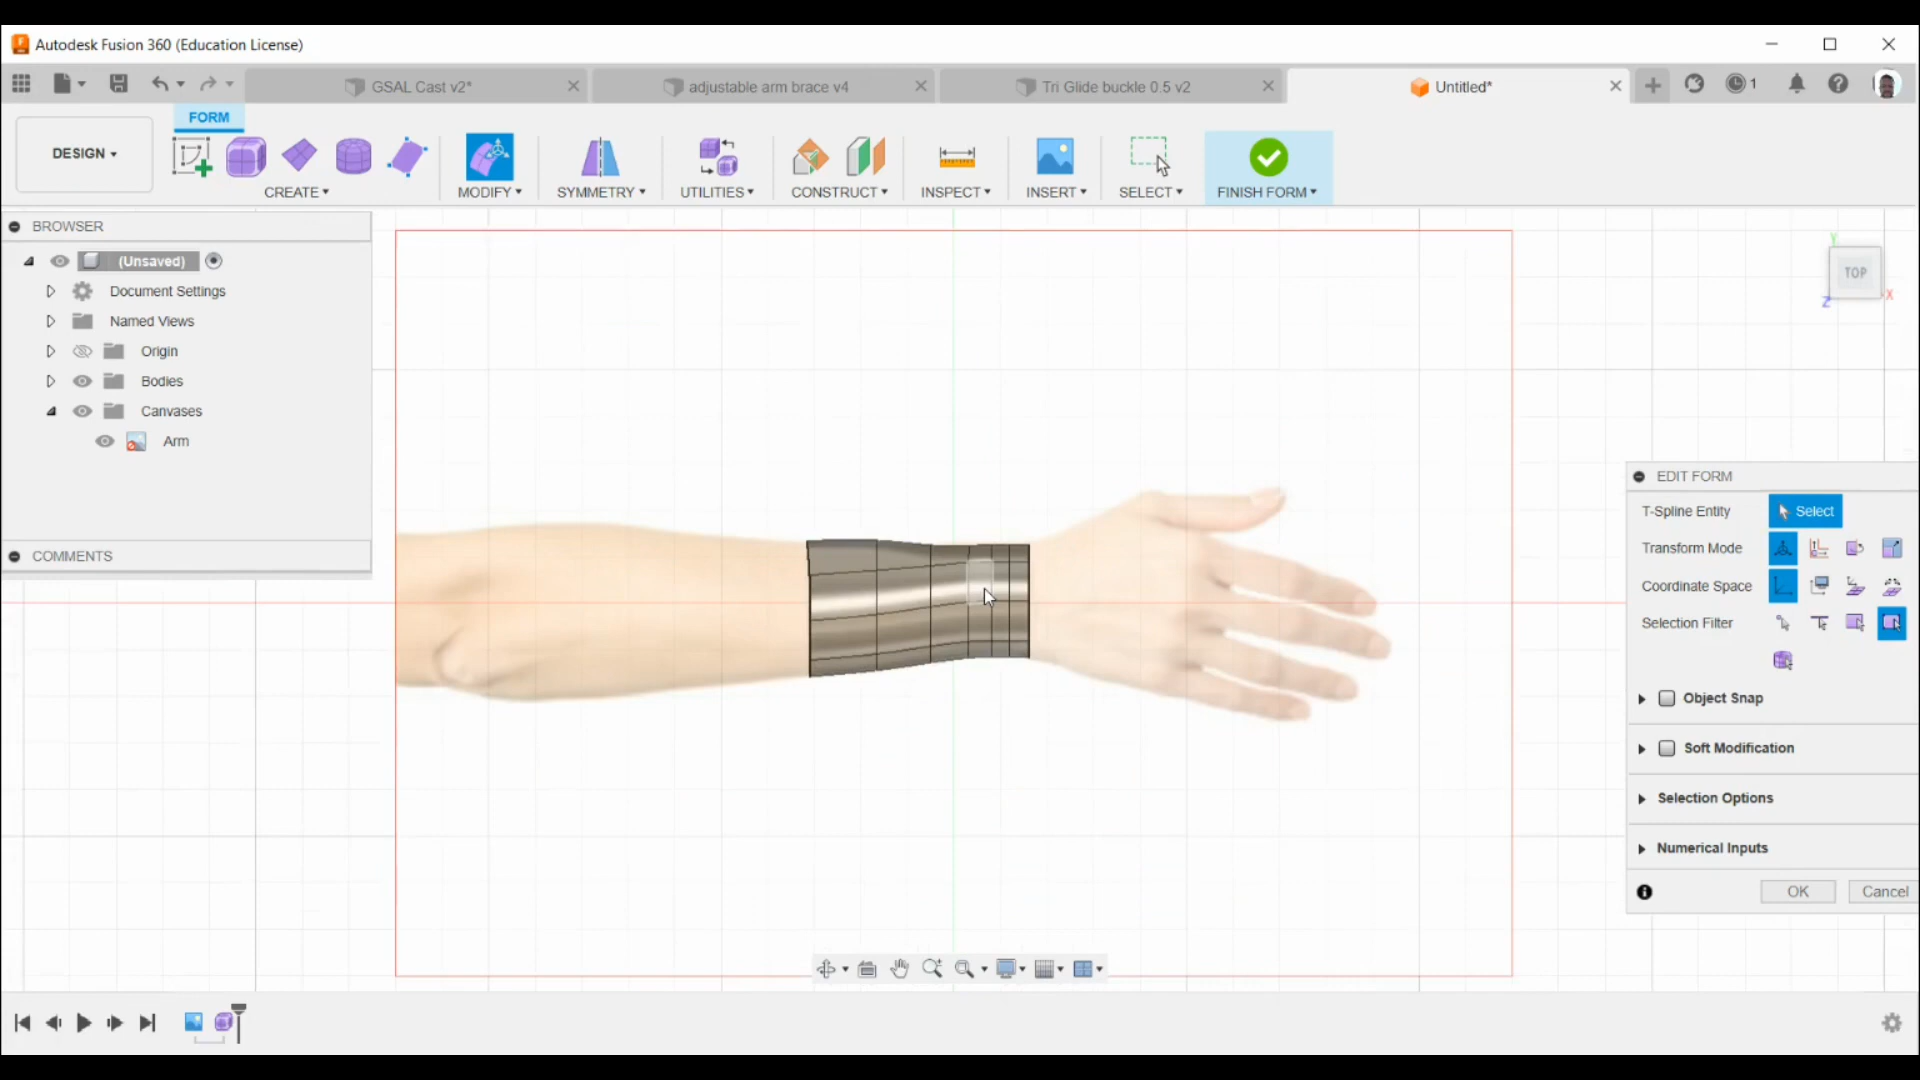 Autodesk Fusion 360 (Education License)
GSAL Cast v2*
adjustable arm brace v4
Tri Glide buckle 0.5 v2
Untitled*
1
DESIGN
FORM
CREATE
MODIFY
SYMMETRY
UTILITIES
CONSTRUCT
INSPECT
INSERT
SELECT
FINISH FORM
BROWSER
(Unsaved)
Document Settings
Named Views
Origin
Bodies
Canvases
Arm
COMMENTS
Y
TOP
X
Z
EDIT FORM
T-Spline Entity
Select
Transform Mode
Coordinate Space
Selection Filter
Object Snap
Soft Modification
Selection Options
Numerical Inputs
OK
Cancel